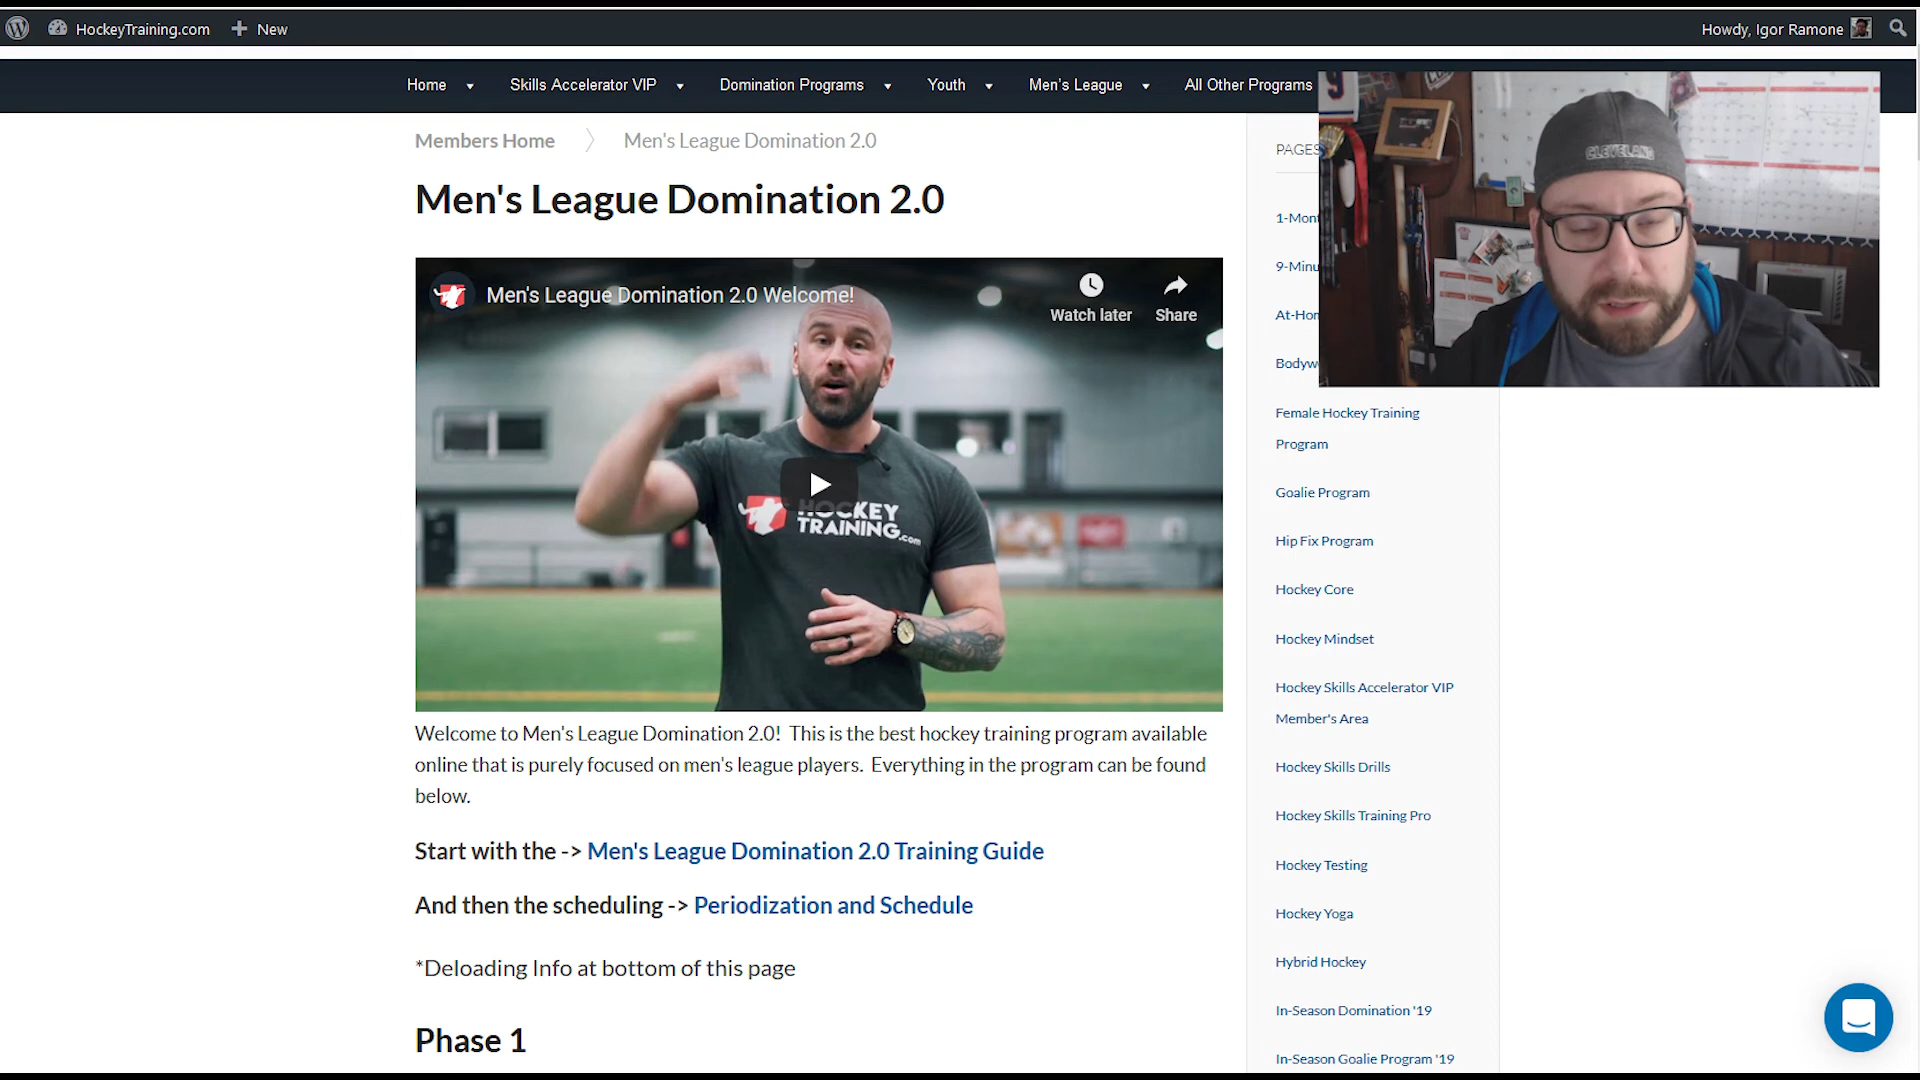 HockeyTraining.com
New
Howdy, Igor Ramone
Home
Skills Accelerator VIP
Domination Programs
Youth
Men's League
All Other Programs
Members Home
Men's League Domination 2.0
Men's League Domination 2.0
Men's League Domination 2.0 Welcome!
Watch later
Share
HOCKEY
TRAINING.com
Welcome to Men's League Domination 2.0! This is the best hockey training program available
online that is purely focused on men's league players. Everything in the program can be found
below.
Start with the -> Men's League Domination 2.0 Training Guide
And then the scheduling -> Periodization and Schedule
*Deloading Info at bottom of this page
Phase 1
PAGES
1-Mont
9-Minu
At-Hom
Bodywe
Female Hockey Training
Program
Goalie Program
Hip Fix Program
Hockey Core
Hockey Mindset
Hockey Skills Accelerator VIP
Member's Area
Hockey Skills Drills
Hockey Skills Training Pro
Hockey Testing
Hockey Yoga
Hybrid Hockey
In-Season Domination '19
In-Season Goalie Program '19
CLEVELAND